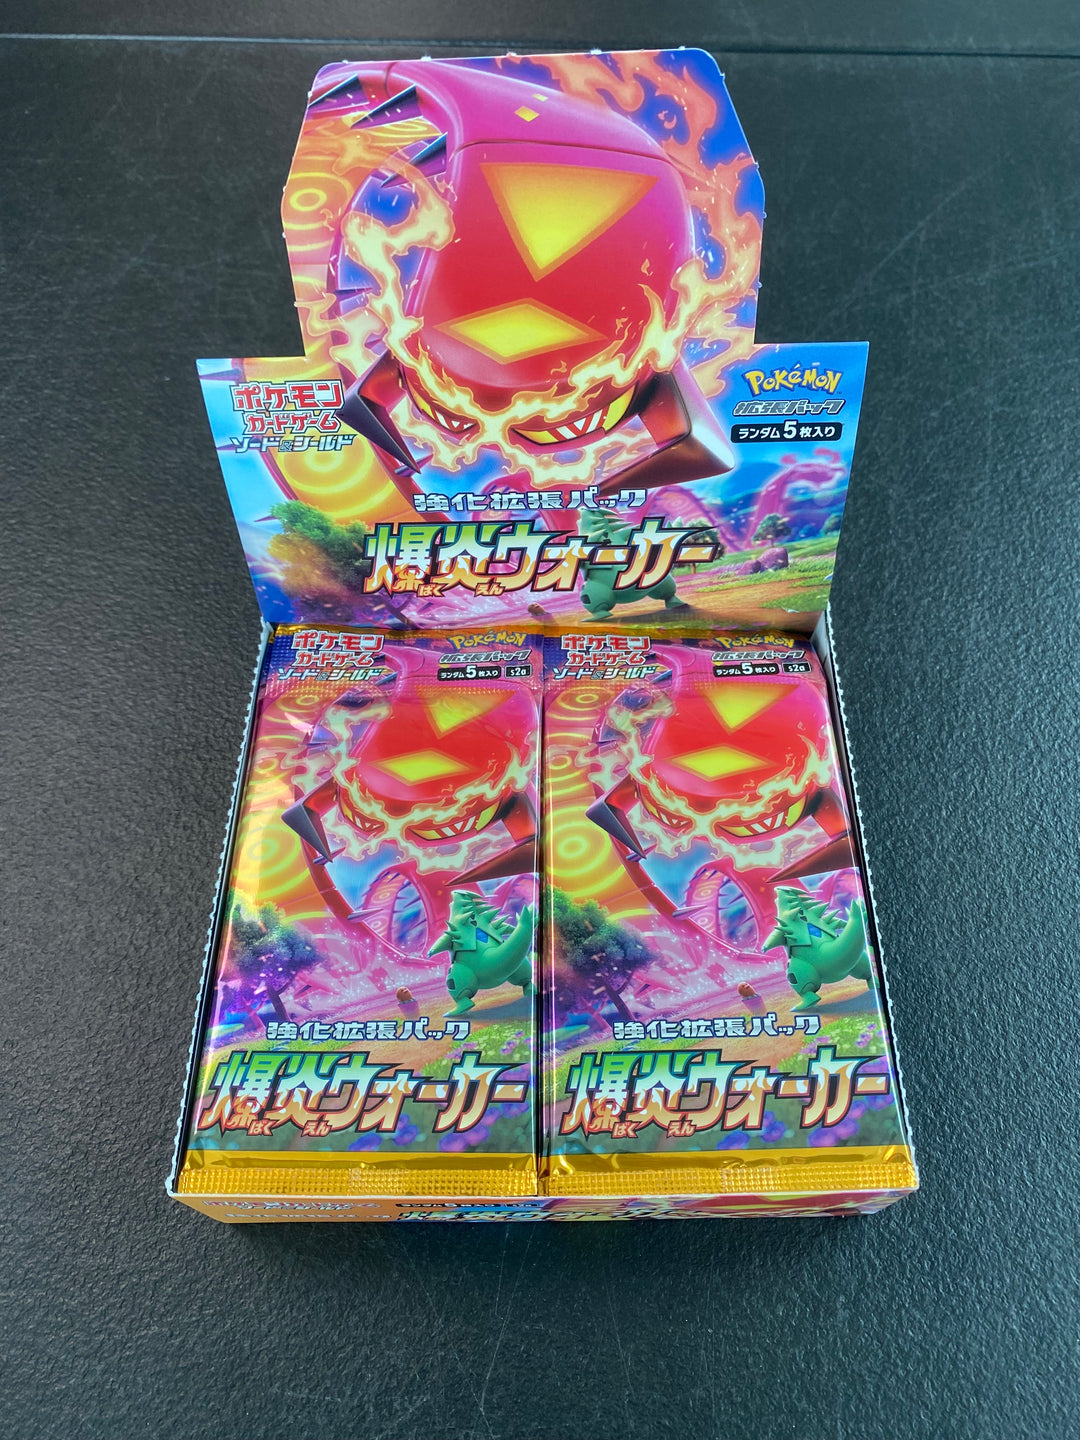 ポケモン
カードゲーム
ソード&シールド
POKéMON
拡張パック
ランダム5枚入り
強化拡張パック
爆炎ウォーカー
ばく えん
ポケモン
カードゲーム
ソード&シールド
POKéMON
拡張パック
ランダム5枚入り s2a
強化拡張パック
爆炎ウォーカー
ばく えん
ポケモン
カードゲーム
ソード&シールド
POKéMON
拡張パック
ランダム5枚入り s2a
強化拡張パック
爆炎ウォーカー
ばく えん